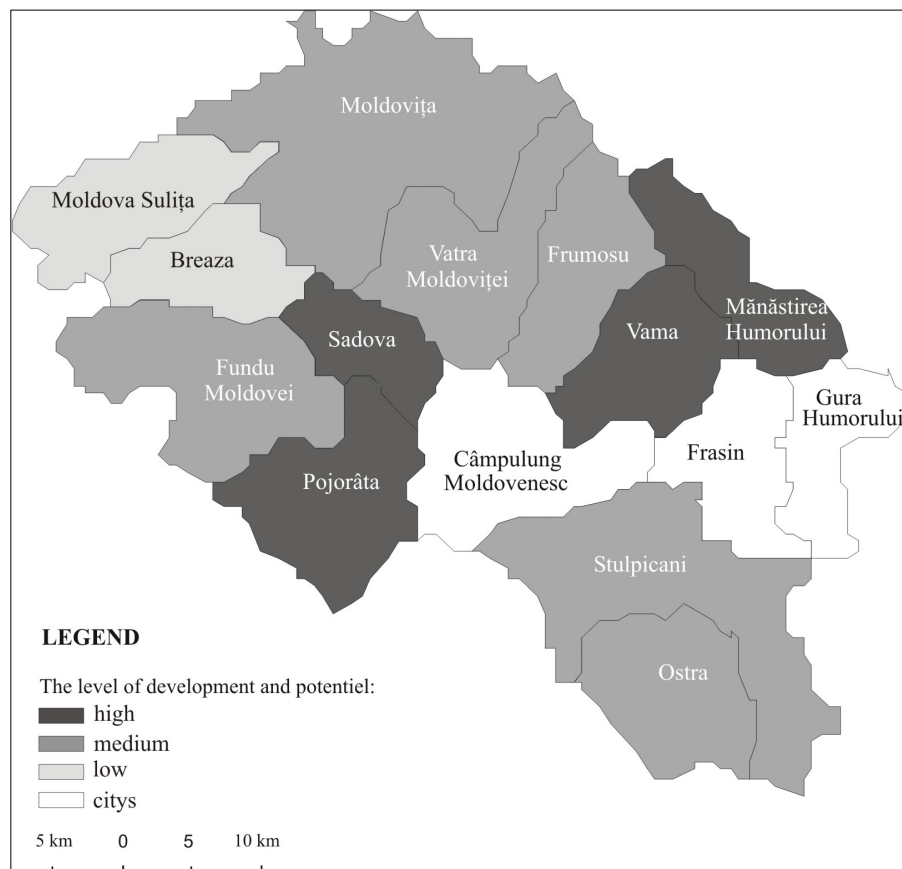 Moldovița
Moldova Sulița
Breaza
Vatra
Moldoviței
Frumosu
Mănăstirea
Humorului
Vama
Sadova
Fundu
Moldovei
Gura
Humorului
Câmpulung
Moldovenesc
Frasin
Pojorâta
Stulpicani
Ostra
LEGEND
The level of development and potentiel:
high
medium
low
citys
5 km 0 5 10 km